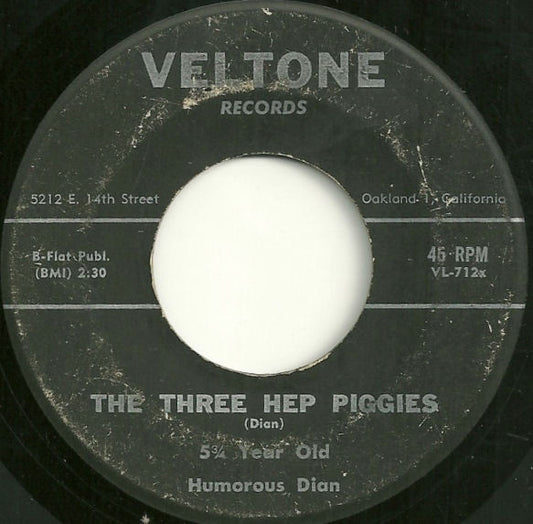 VELTONE
RECORDS
5212 E. 14th Street
Oakland 1, California
B-Flat Publ.
(BMI) 2:30
45 RPM
VL-712x
THE THREE HEP PIGGIES
(Dian)
5¾ Year Old
Humorous Dian